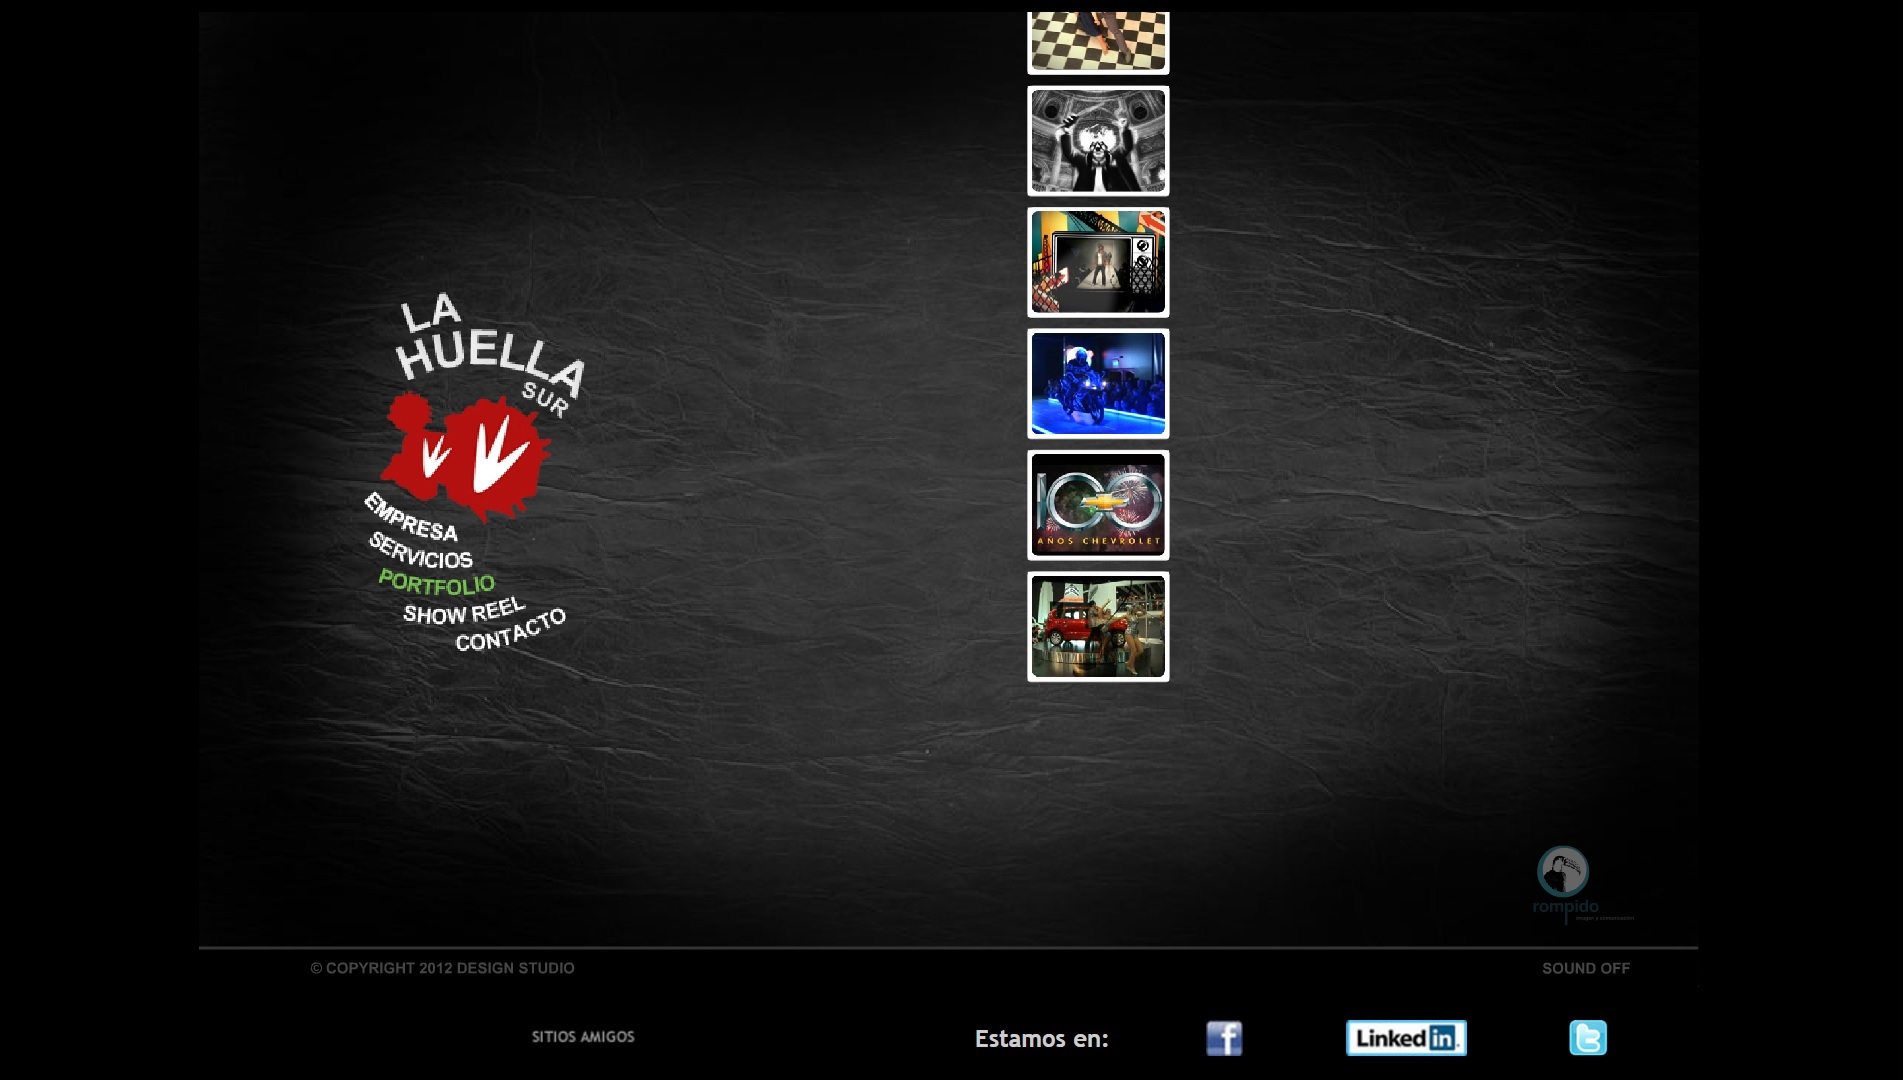 LA
HUELLA
SUR
EMPRESA
SERVICIOS
PORTFOLIO
SHOW REEL
CONTACTO
100
AÑOS CHEVROLET
rompido
© COPYRIGHT 2012 DESIGN STUDIO
SOUND OFF
SITIOS AMIGOS
Estamos en:
f
Linked in